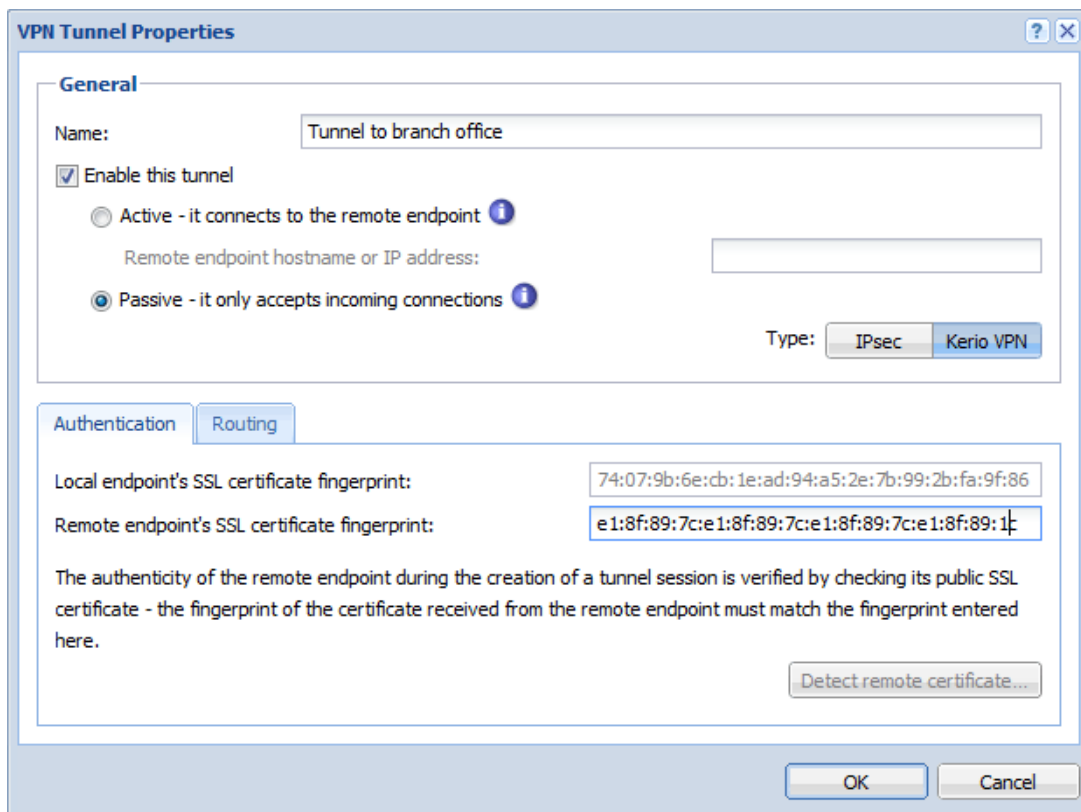 VPN Tunnel Properties
General
Name: Tunnel to branch office
Enable this tunnel
Active - it connects to the remote endpoint
Remote endpoint hostname or IP address:
Passive - it only accepts incoming connections
Type: IPsec Kerio VPN
Authentication Routing
Local endpoint's SSL certificate fingerprint: 74:07:9b:6e:cb:1e:ad:94:a5:2e:7b:99:2b:fa:9f:86
Remote endpoint's SSL certificate fingerprint: e1:8f:89:7c:e1:8f:89:7c:e1:8f:89:7c:e1:8f:89:1c
The authenticity of the remote endpoint during the creation of a tunnel session is verified by checking its public SSL
certificate - the fingerprint of the certificate received from the remote endpoint must match the fingerprint entered
here.
Detect remote certificate...
OK Cancel